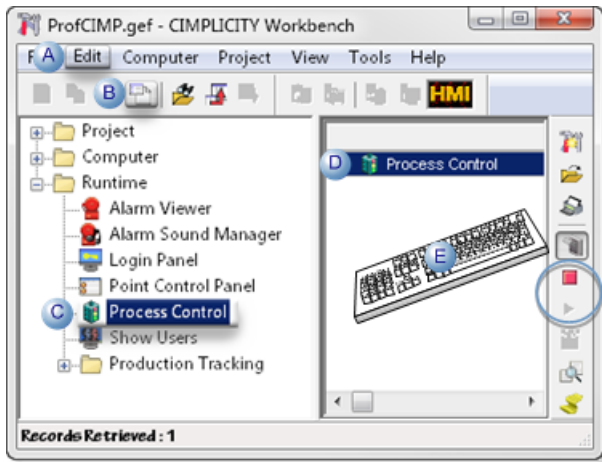 ProfCIMP.gef - CIMPLICITY Workbench
F A Edit Computer Project View Tools Help
B HMI
Project
Computer
Runtime
D Process Control
Alarm Viewer
Alarm Sound Manager
Login Panel
E
Point Control Panel
C Process Control
Show Users
Production Tracking
Records Retrieved : 1